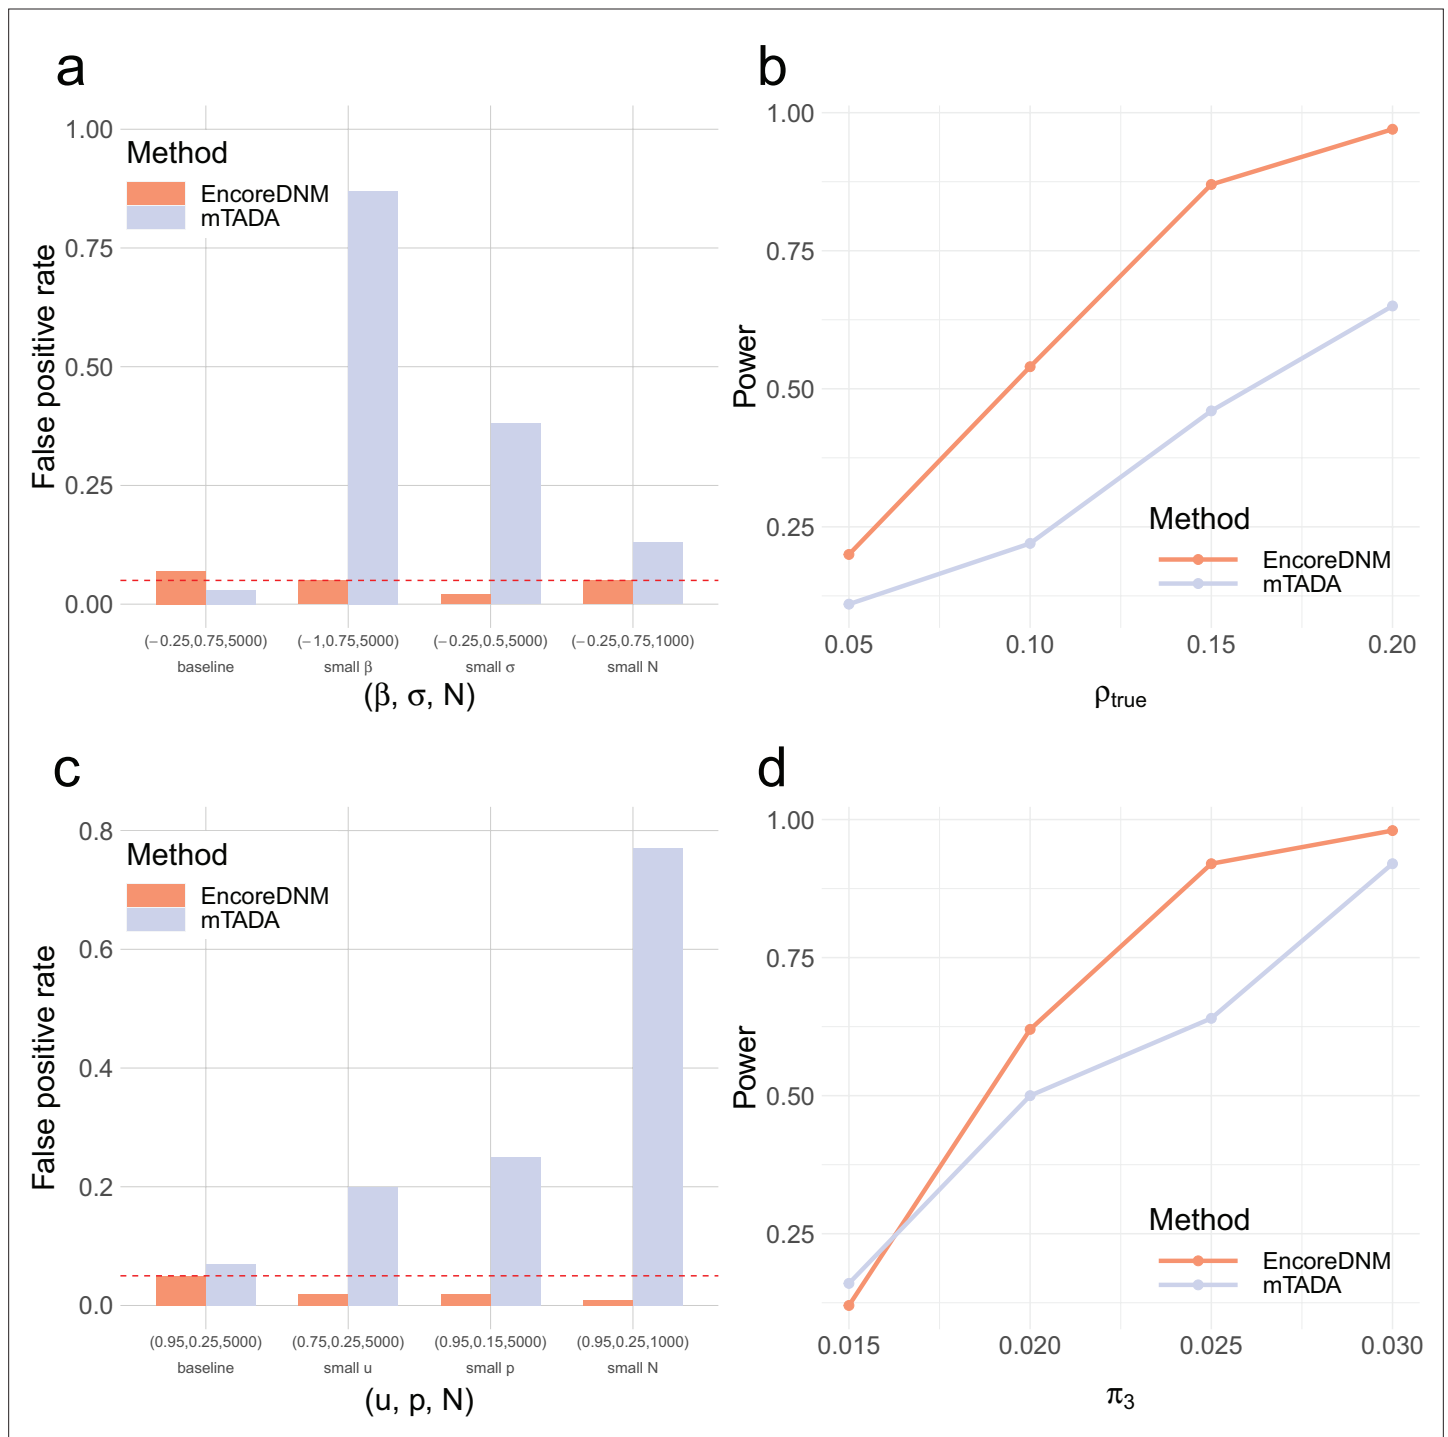 a
1.00
0.75
0.50
0.25
0.00
False positive rate
Method
EncoreDNM
mTADA
(−0.25,0.75,5000) (−1,0.75,5000) (−0.25,0.5,5000) (−0.25,0.75,1000)
baseline small β small σ small N
(β, σ, N)
b
1.00
0.75
0.50
0.25
Power
Method
EncoreDNM
mTADA
0.05 0.10 0.15 0.20
ρtrue
c
0.8
0.6
0.4
0.2
0.0
False positive rate
Method
EncoreDNM
mTADA
(0.95,0.25,5000) (0.75,0.25,5000) (0.95,0.15,5000) (0.95,0.25,1000)
baseline small u small p small N
(u, p, N)
d
1.00
0.75
0.50
0.25
Power
Method
EncoreDNM
mTADA
0.015 0.020 0.025 0.030
π3